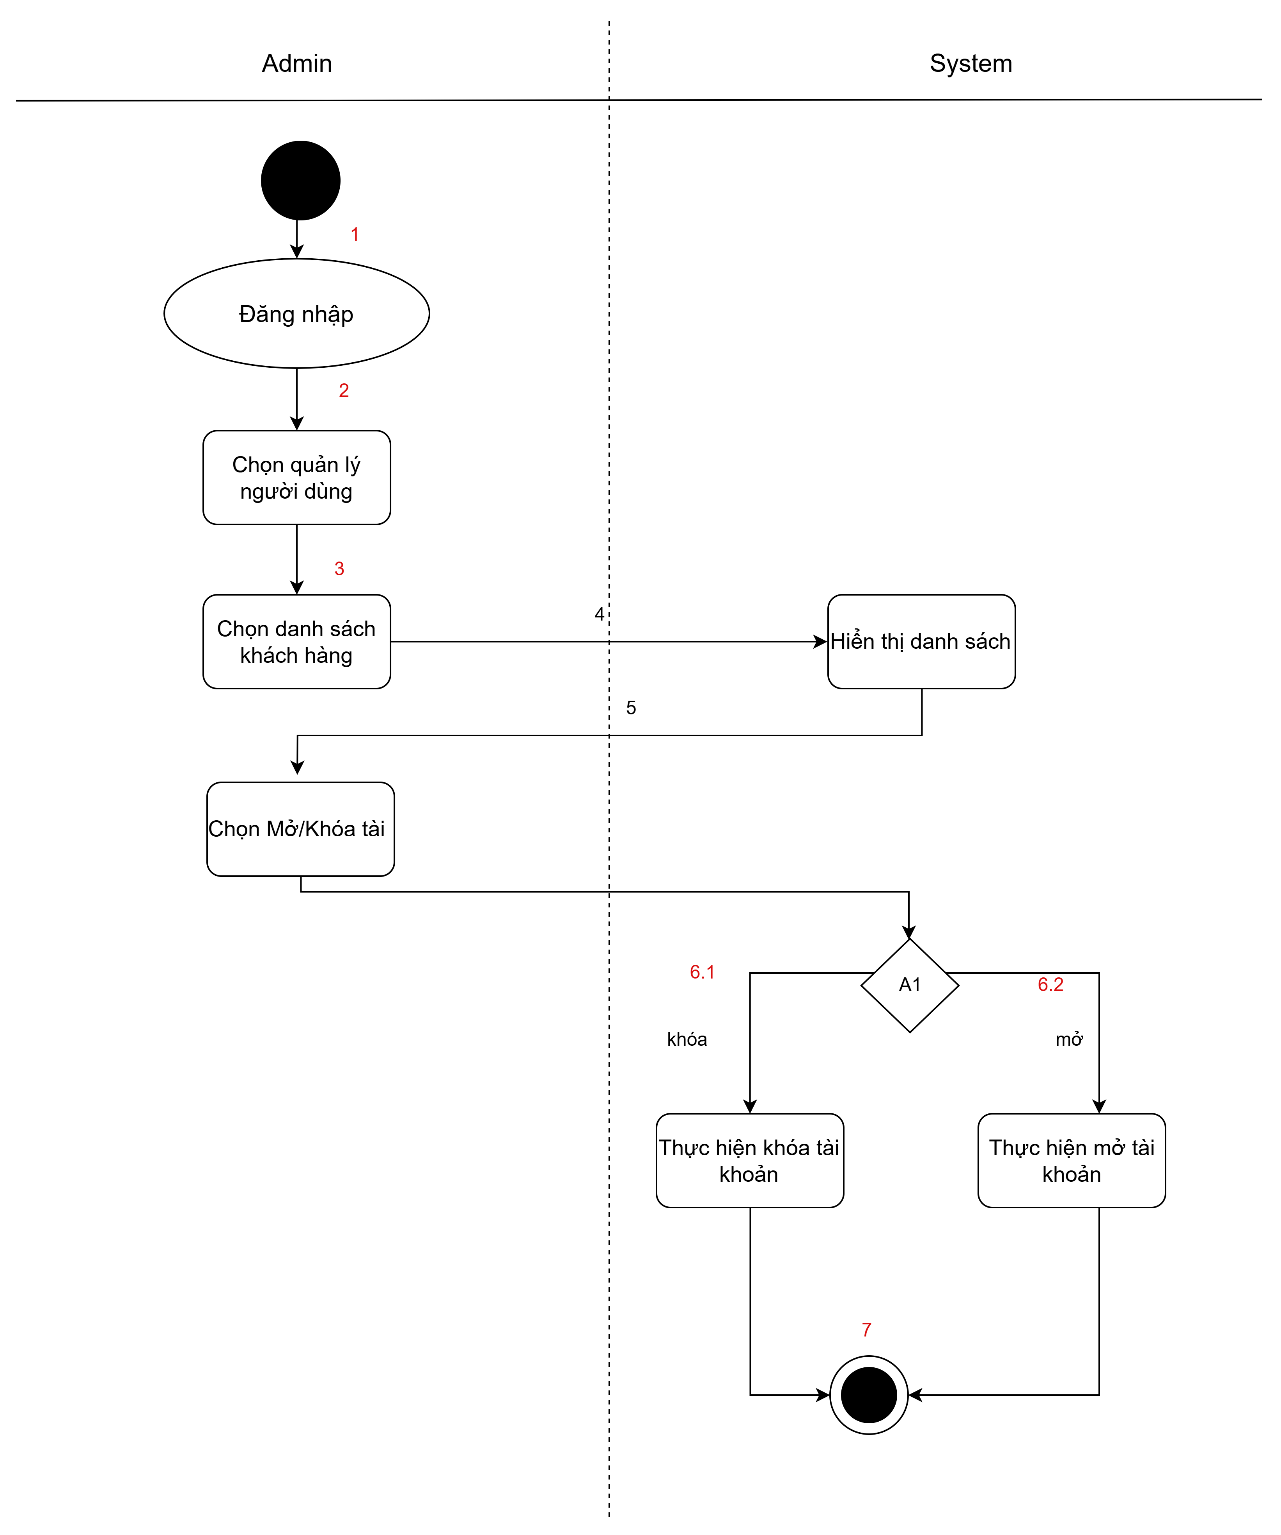 Admin
System
1
Đăng nhập
2
Chọn quản lý
người dùng
3
Chọn danh sách
khách hàng
4
Hiển thị danh sách
5
Chọn Mở/Khóa tài
A1
6.1
6.2
khóa
mở
Thực hiện khóa tài
khoản
Thực hiện mở tài
khoản
7